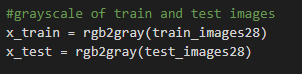 #grayscale of train and test images
x_train = rgb2gray(train_images28)
x_test = rgb2gray(test_images28)